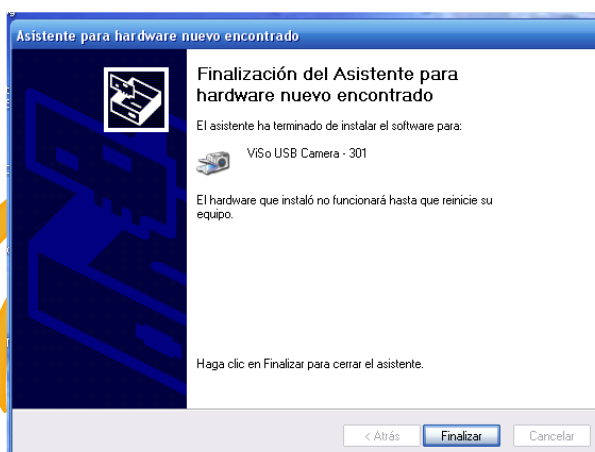 Asistente para hardware nuevo encontrado
Finalización del Asistente para
hardware nuevo encontrado
El asistente ha terminado de instalar el software para:
ViSo USB Camera - 301
El hardware que instaló no funcionará hasta que reinicie su
equipo.
Haga clic en Finalizar para cerrar el asistente.
< Atrás
Finalizar
Cancelar